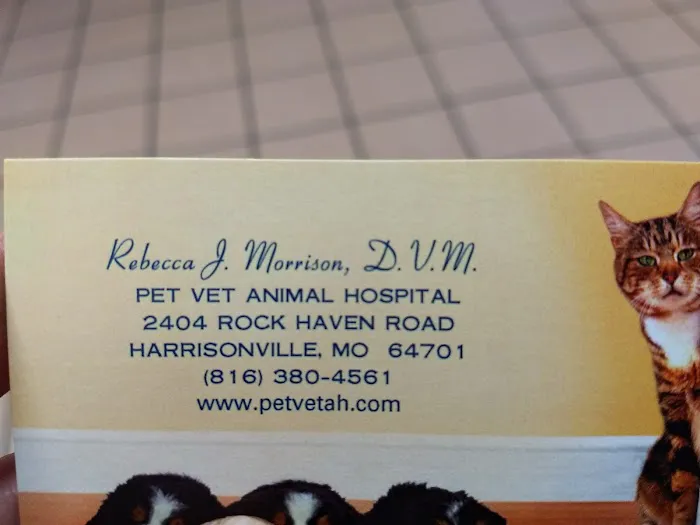 Rebecca J. Morrison, D.V.M.
PET VET ANIMAL HOSPITAL
2404 ROCK HAVEN ROAD
HARRISONVILLE, MO 64701
(816) 380-4561
www.petvetah.com